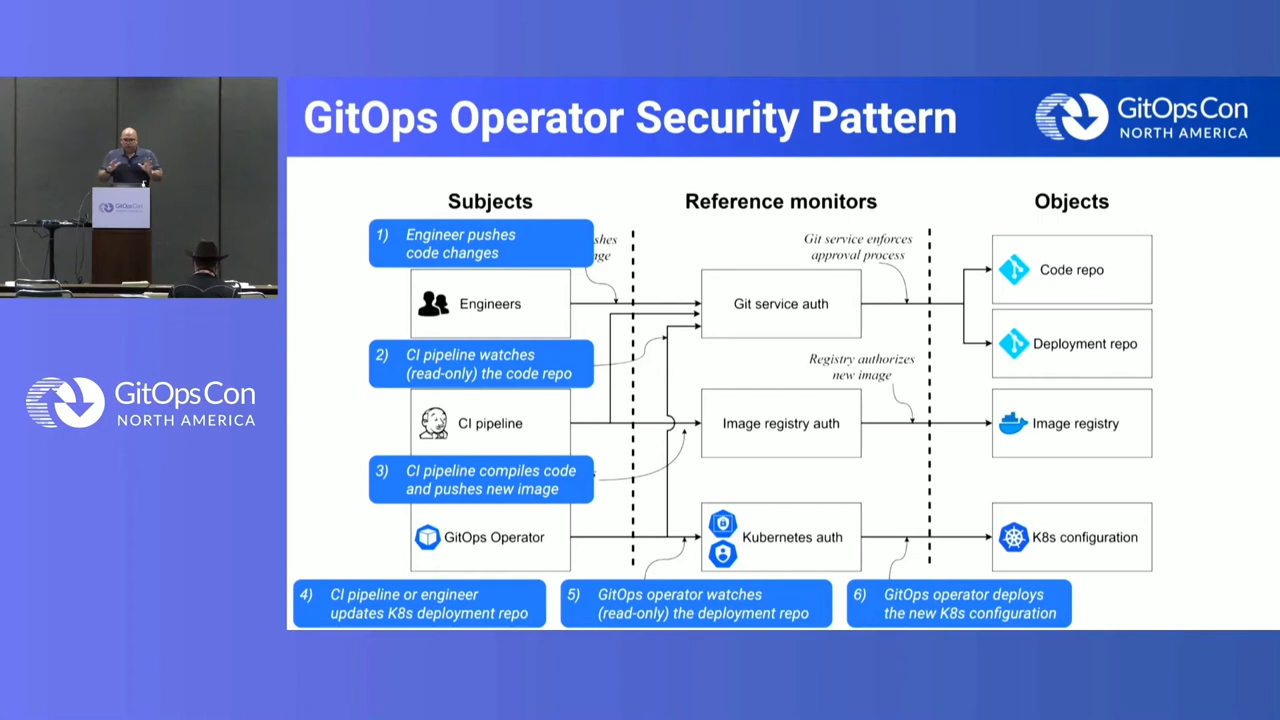 GitOps Operator Security Pattern
GitOpsCon
NORTH AMERICA
Subjects
Reference monitors
Objects
1) Engineer pushes
code changes
shes
ge
Git service enforces
approval process
Engineers
Git service auth
Code repo
Deployment repo
2) CI pipeline watches
(read-only) the code repo
Registry authorizes
new image
CI pipeline
Image registry auth
Image registry
3) CI pipeline compiles code
and pushes new image
GitOps Operator
Kubernetes auth
K8s configuration
4) CI pipeline or engineer
updates K8s deployment repo
5) GitOps operator watches
(read-only) the deployment repo
6) GitOps operator deploys
the new K8s configuration
GitOpsCon
NORTH AMERICA
GitOpsCon